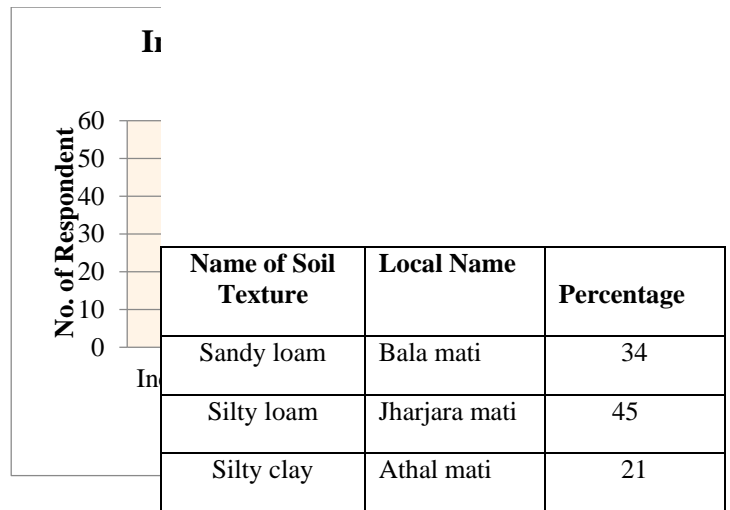 No. of Respondent
60
50
40
30
20
10
0
Name of Soil Texture Local Name Percentage
Sandy loam Bala mati 34
Silty loam Jharjara mati 45
Silty clay Athal mati 21